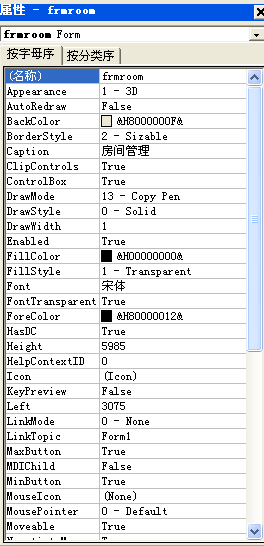 属性 - frmroom
frmroom Form
按字母序 按分类序
(名称) frmroom
Appearance 1 - 3D
AutoRedraw False
BackColor &H8000000F&
BorderStyle 2 - Sizable
Caption 房间管理
ClipControls True
ControlBox True
DrawMode 13 - Copy Pen
DrawStyle 0 - Solid
DrawWidth 1
Enabled True
FillColor &H00000000&
FillStyle 1 - Transparent
Font 宋体
FontTransparent True
ForeColor &H80000012&
HasDC True
Height 5985
HelpContextID 0
Icon (Icon)
KeyPreview False
Left 3075
LinkMode 0 - None
LinkTopic Form1
MaxButton True
MDIChild False
MinButton True
MouseIcon (None)
MousePointer 0 - Default
Moveable True